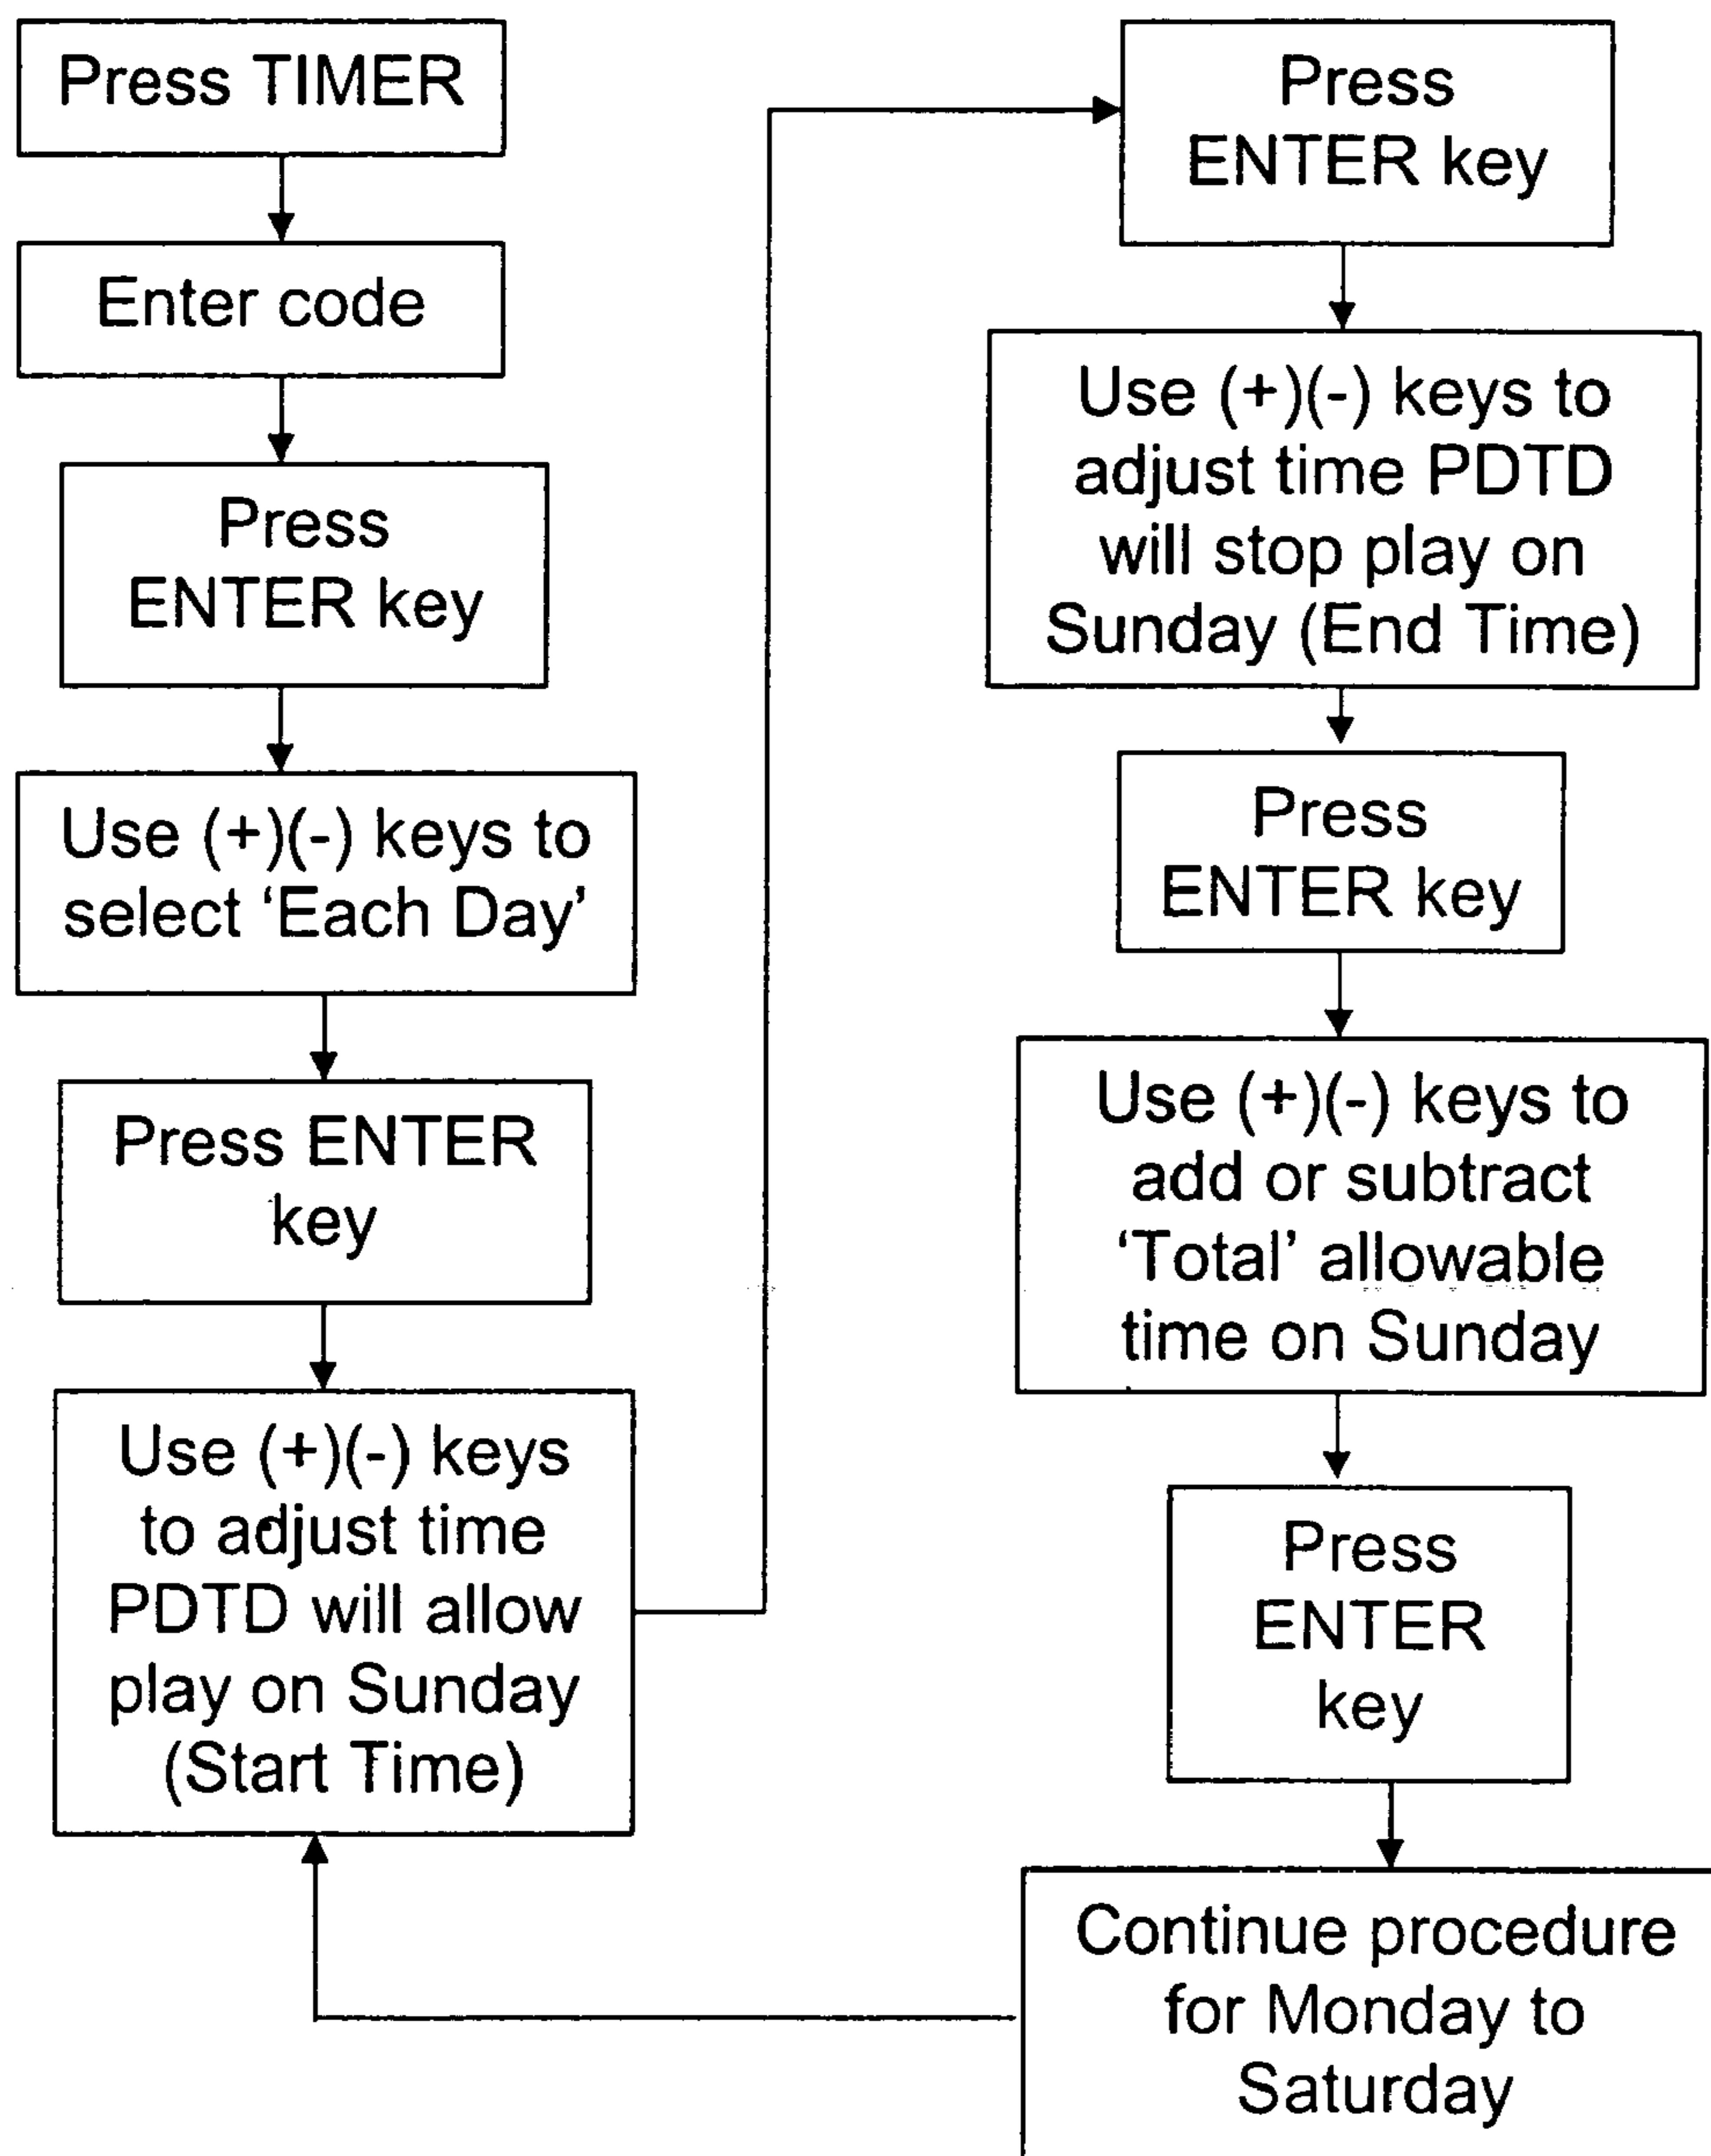 Press TIMER
Enter code
Press
ENTER key
Use (+)(-) keys to
select ‘Each Day’
Press ENTER
key
Use (+)(-) keys
to adjust time
PDTD will allow
play on Sunday
(Start Time)
Press
ENTER key
Use (+)(-) keys to
adjust time PDTD
will stop play on
Sunday (End Time)
Press
ENTER key
Use (+)(-) keys to
add or subtract
‘Total’ allowable
time on Sunday
Press
ENTER
key
Continue procedure
for Monday to
Saturday